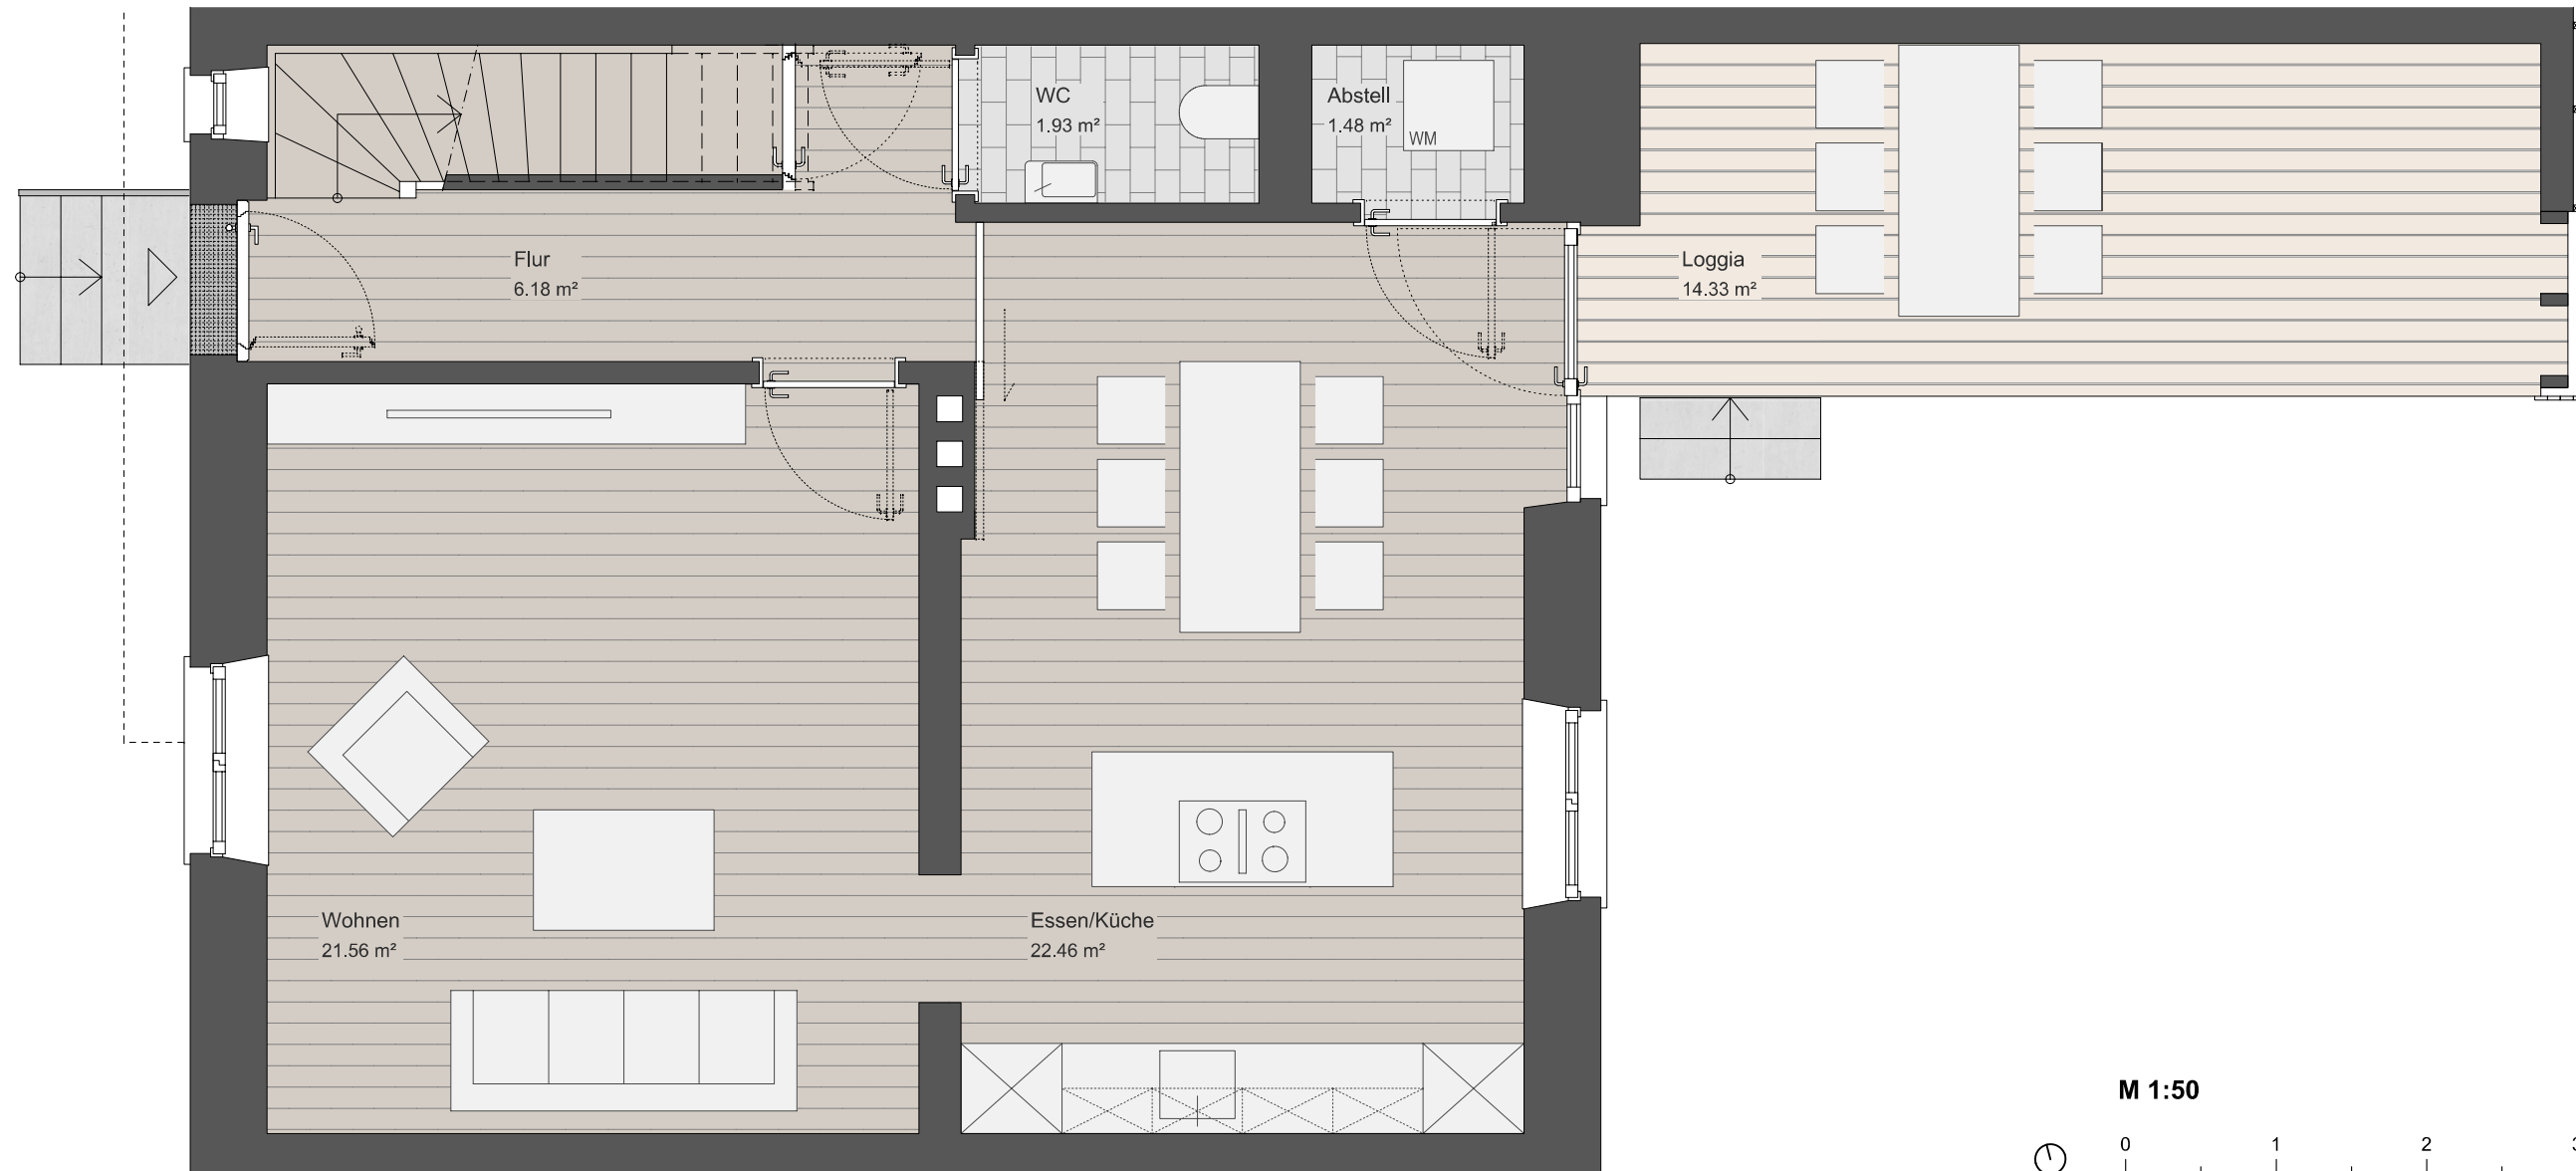 WC
1.93 m²
Abstell
1.48 m²
WM
Flur
6.18 m²
Loggia
14.33 m²
Wohnen
21.56 m²
Essen/Küche
22.46 m²
M 1:50
0 1 2